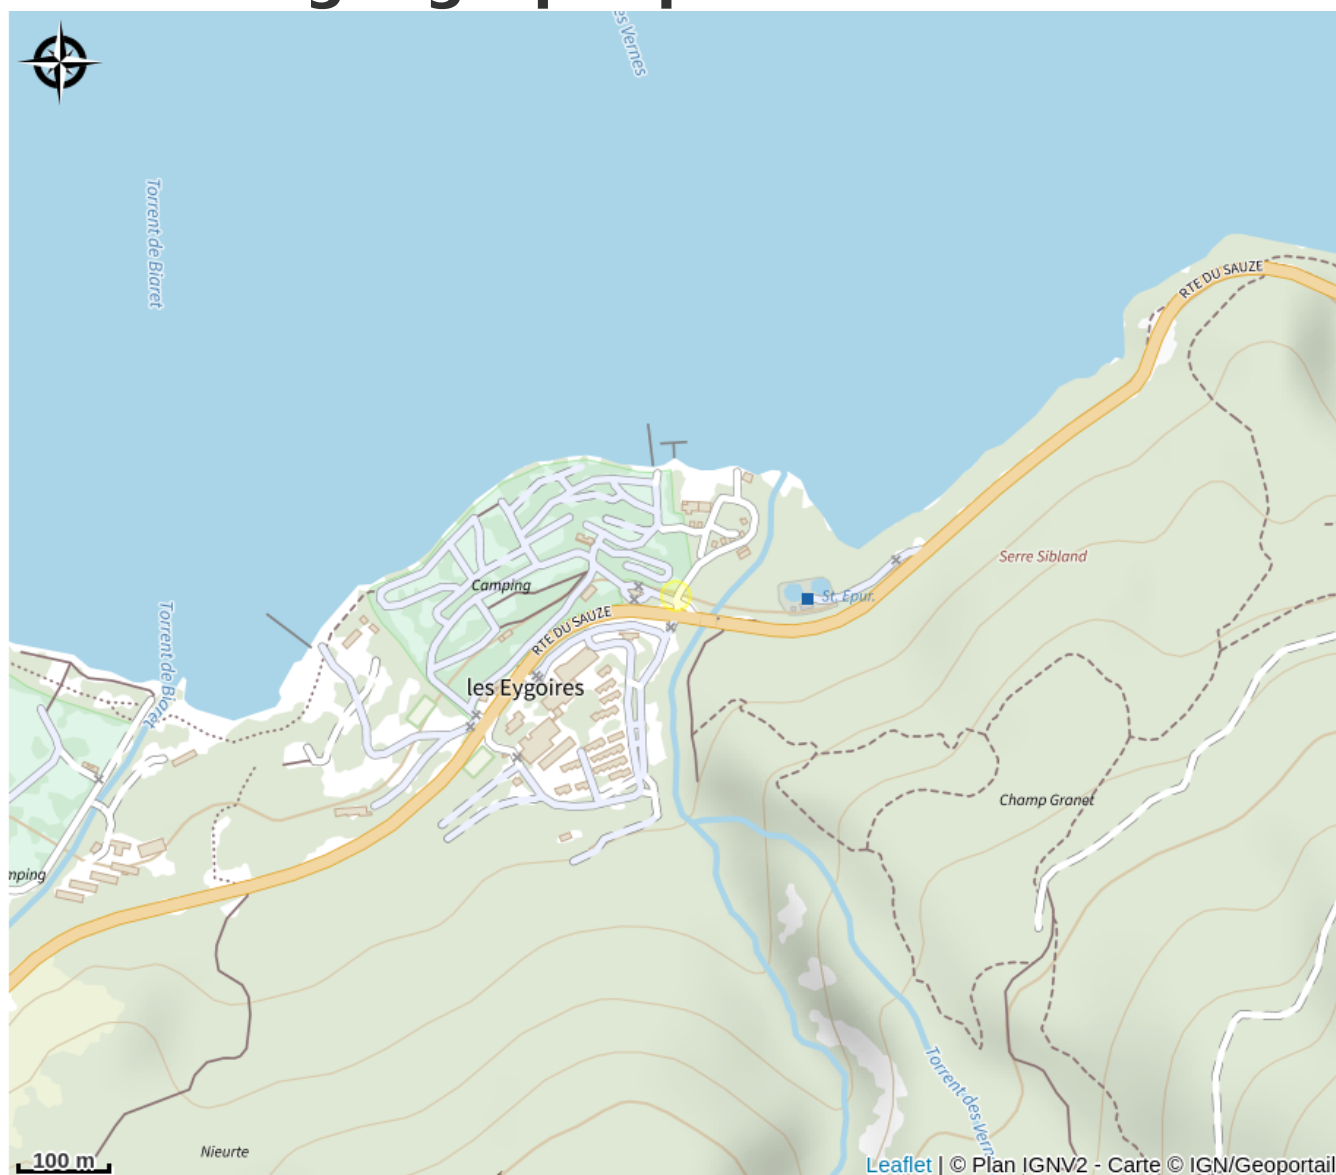 es Vernes
Torrent de Biaret
RTE DU SAUZE
Serre Sibland
Camping
St. Epur.
RTE DU SAUZE
Torrent de Biaret
les Eygoires
Champ Granet
mping
Torrent des Vern
Nieurte
100 m
Leaflet | © Plan IGNV2 - Carte © IGN/Geoportail